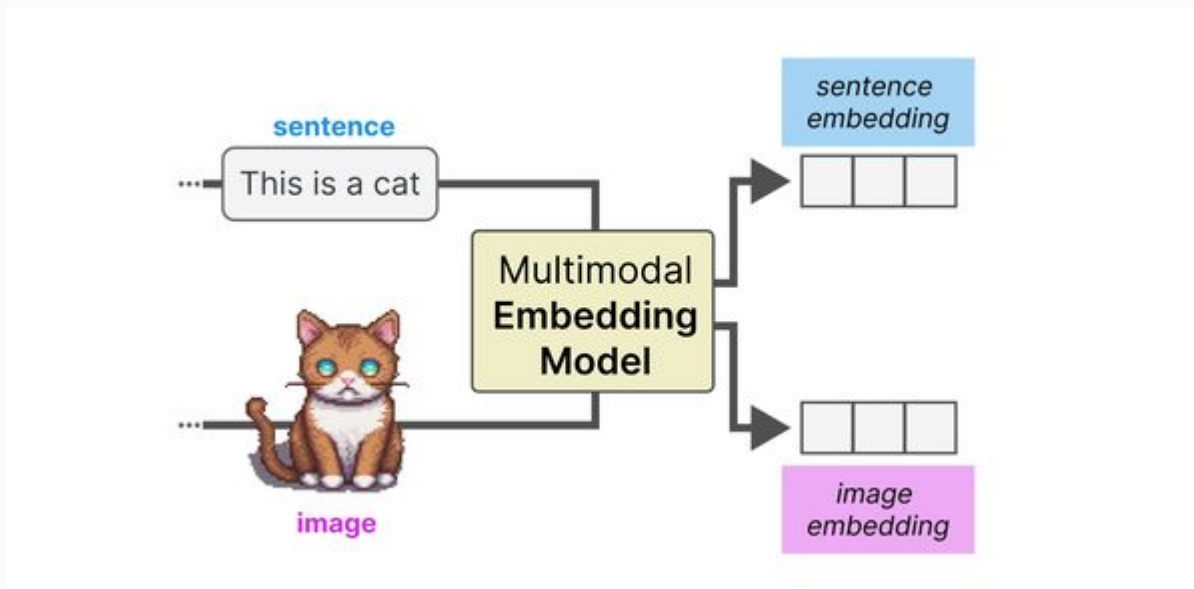 sentence
embedding
sentence
This is a cat
Multimodal
Embedding
Model
image
image
embedding